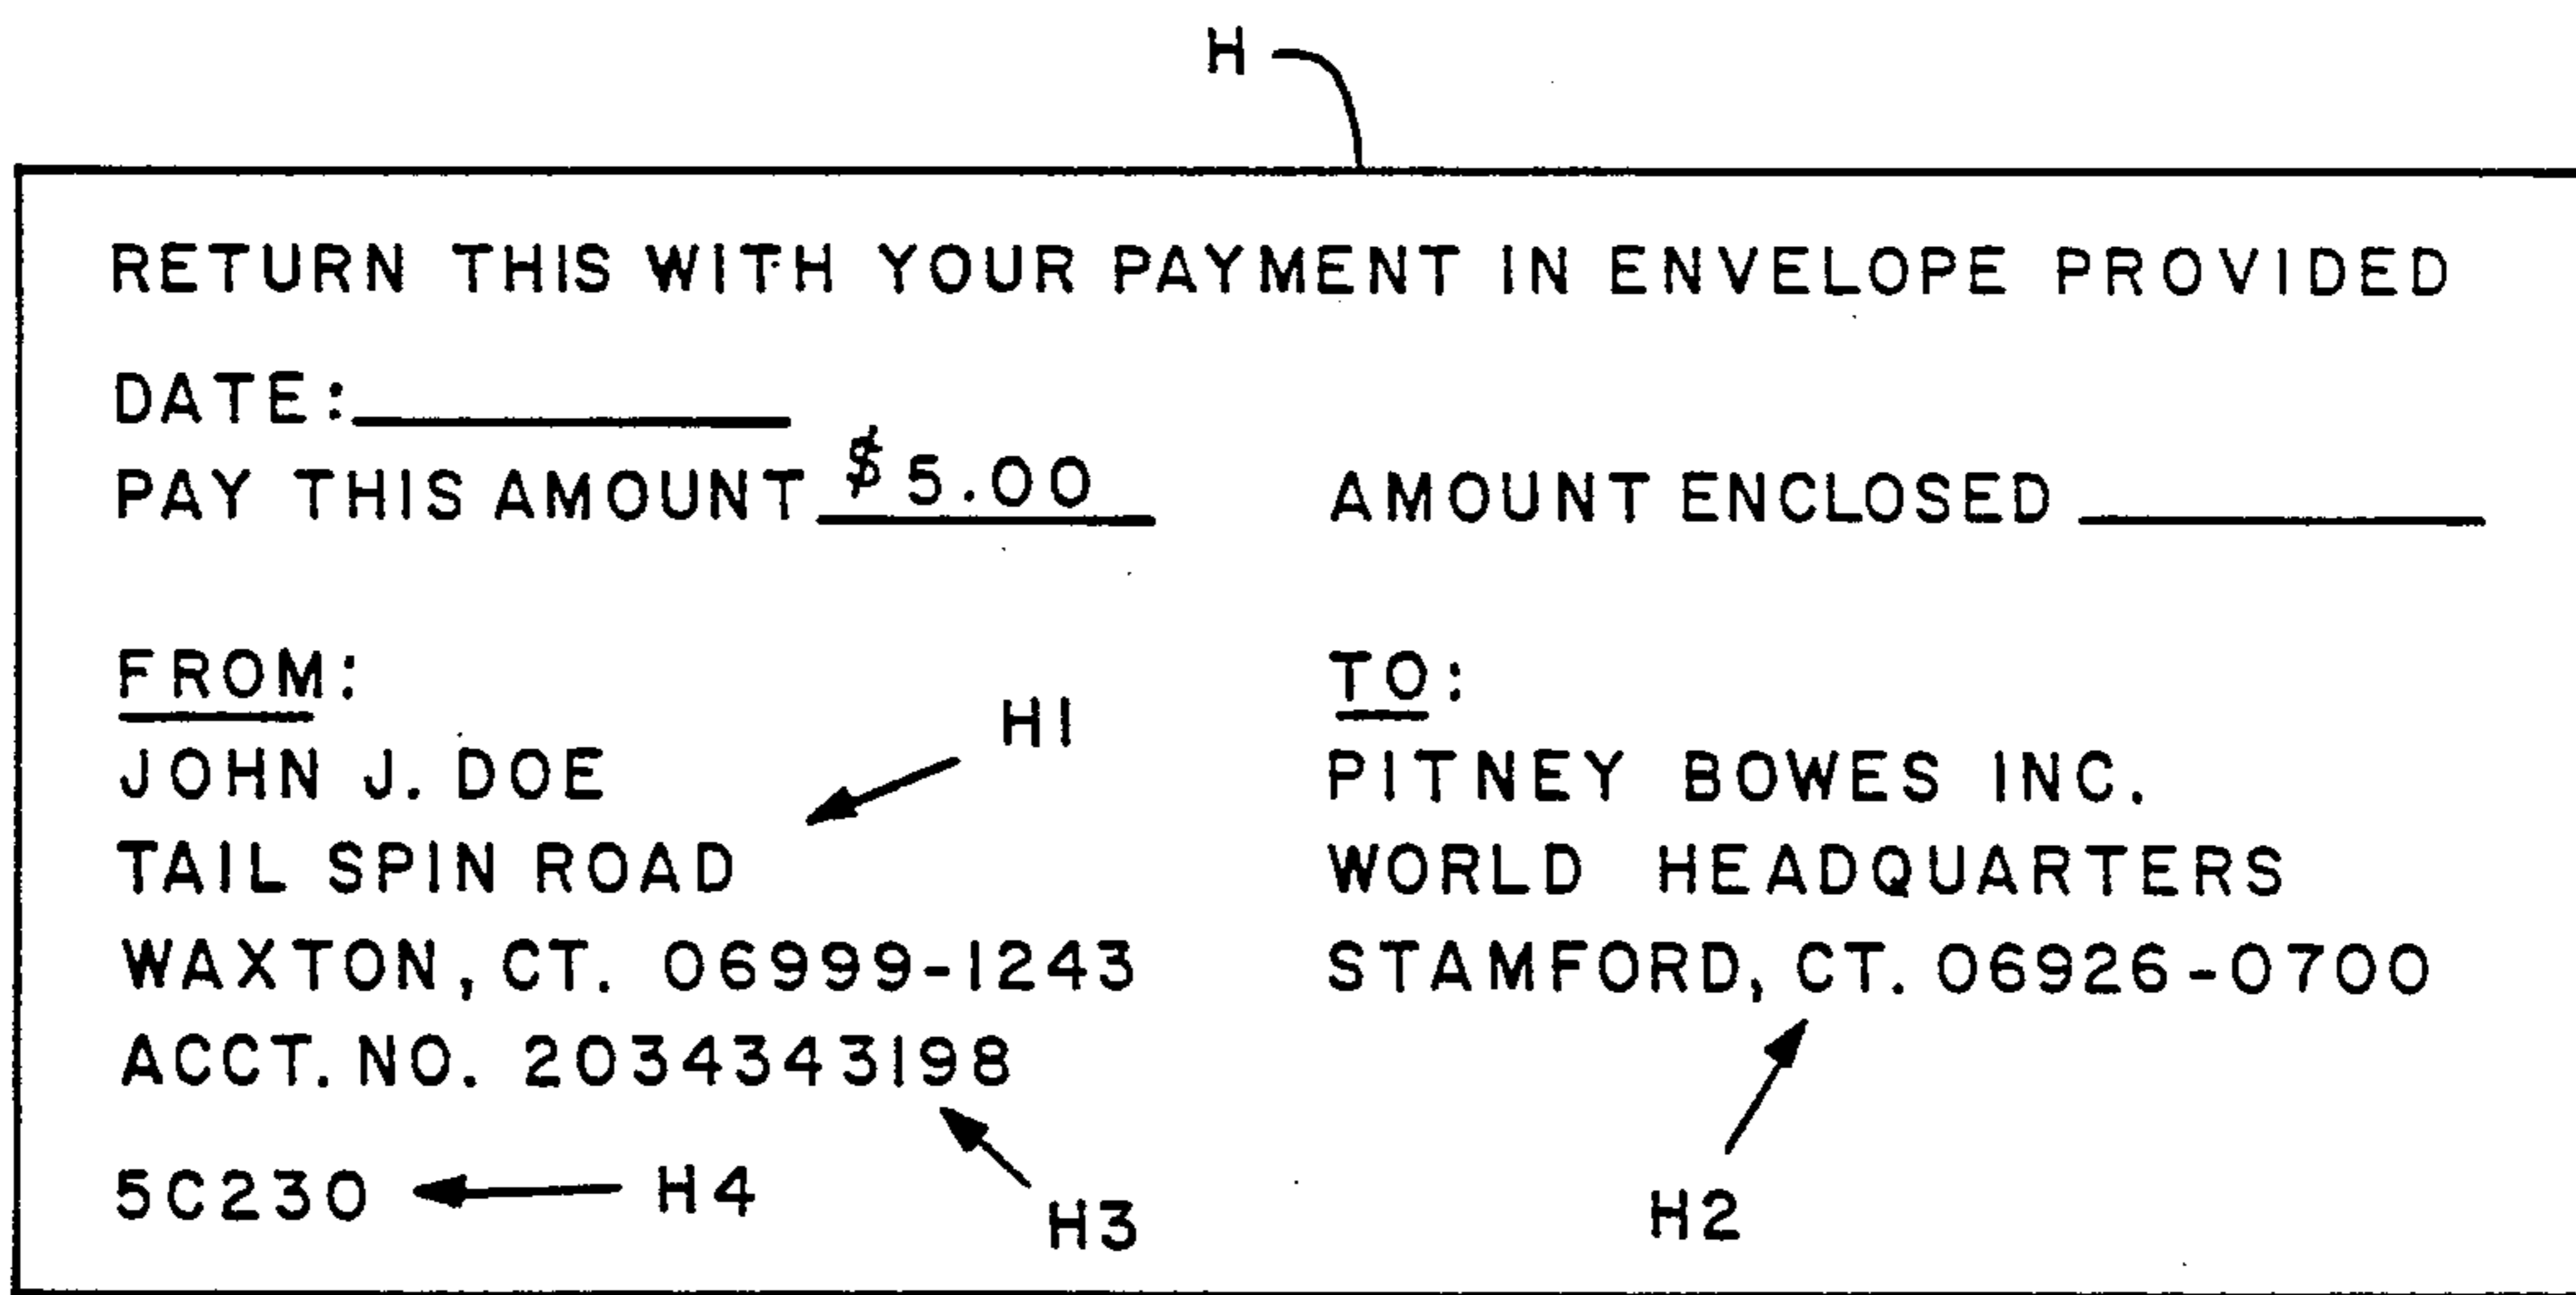 H
RETURN THIS WITH YOUR PAYMENT IN ENVELOPE PROVIDED
DATE:
PAY THIS AMOUNT $5.00 AMOUNT ENCLOSED
FROM:
JOHN J. DOE
TAIL SPIN ROAD
WAXTON, CT. 06999-1243
ACCT. NO. 2034343198
5C230
H1
H4
H3
TO:
PITNEY BOWES INC.
WORLD HEADQUARTERS
STAMFORD, CT. 06926-0700
H2